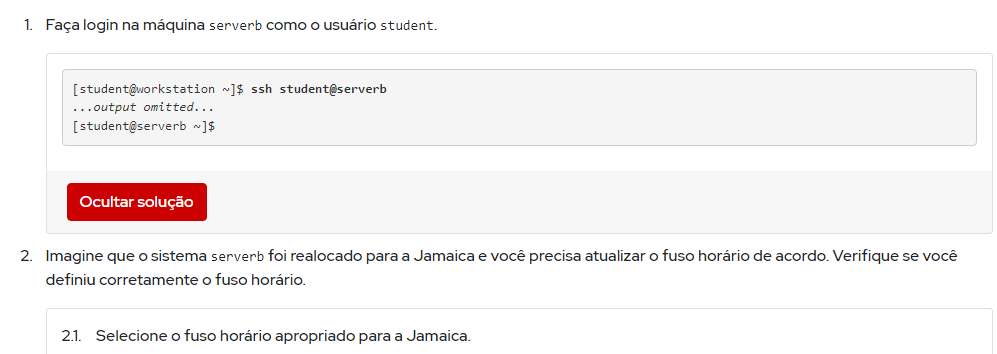 1. Faça login na máquina serverb como o usuário student.
[student@workstation ~]$ ssh student@serverb
...output omitted...
[student@serverb ~]$
Ocultar solução
2. Imagine que o sistema serverb foi realocado para a Jamaica e você precisa atualizar o fuso horário de acordo. Verifique se você
definiu corretamente o fuso horário.
2.1. Selecione o fuso horário apropriado para a Jamaica.